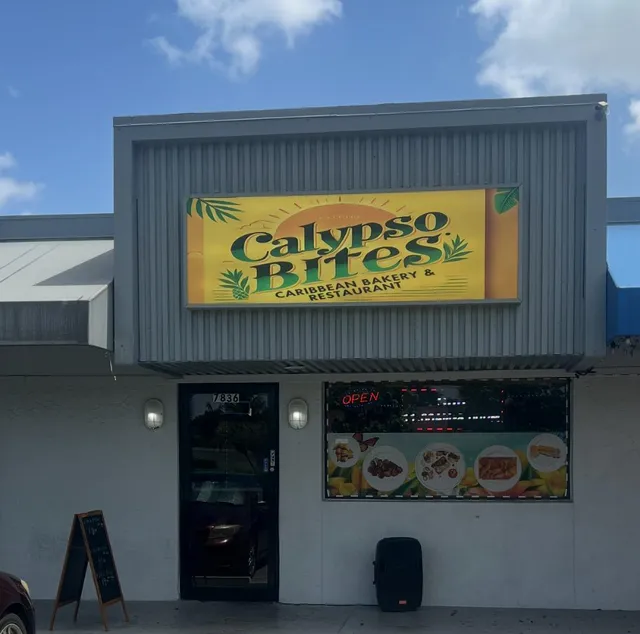 Calypso
Bites
CARIBBEAN BAKERY &
RESTAURANT
7836
OPEN